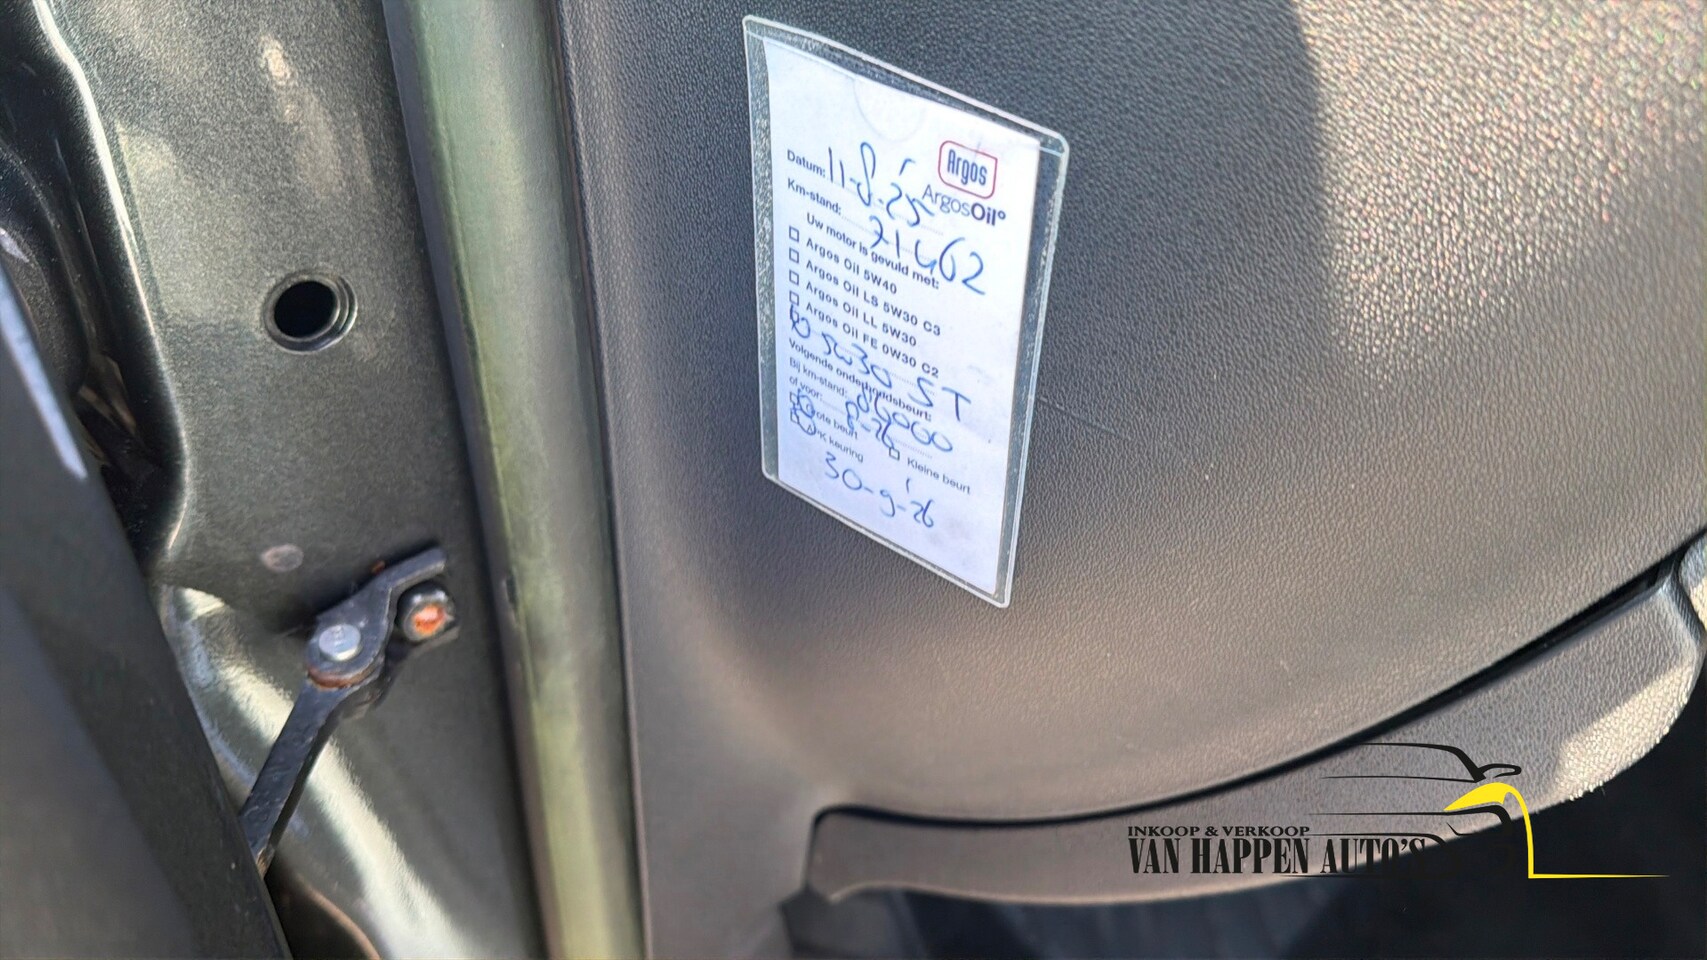 Argos
ArgosOil°
Datum: 11-8-'25
Km-stand: 71462
Uw motor is gevuld met:
Argos Oil 5W40
Argos Oil LS 5W30 C3
Argos Oil LL 5W30
Argos Oil FE 0W30 C2
5W30 ST
Volgende onderhoudsbeurt:
Bij km-stand: 86000
of voor: 8-26
Grote beurt Kleine beurt
APK keuring
30-9-'26
INKOOP & VERKOOP
VAN HAPPEN AUTO'S